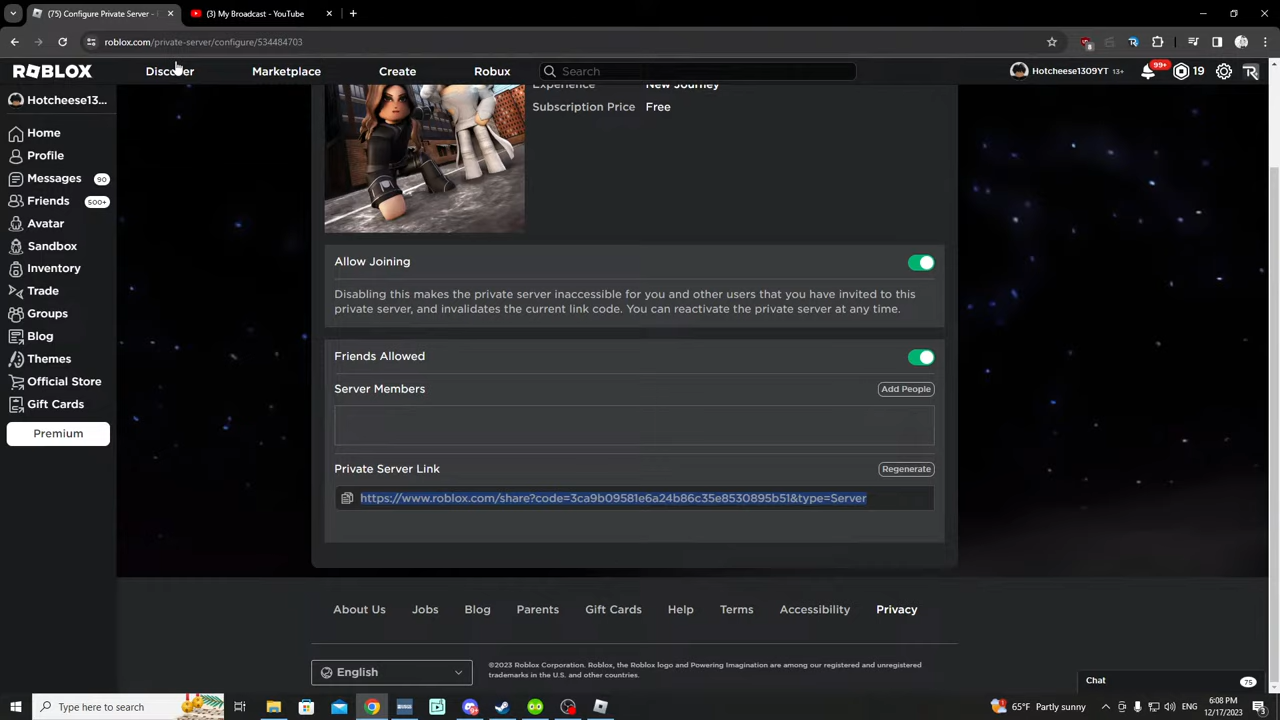 (75) Configure Private Server -
(3) My Broadcast - YouTube
roblox.com/private-server/configure/534484703
ROBLOX
Discover
Marketplace
Create
Robux
Search
Hotcheese1309YT 13+
99+
19
Hotcheese13...
Home
Profile
Messages 90
Friends 500+
Avatar
Sandbox
Inventory
Trade
Groups
Blog
Themes
Official Store
Gift Cards
Premium
Experience New Journey
Subscription Price Free
Allow Joining
Disabling this makes the private server inaccessible for you and other users that you have invited to this
private server, and invalidates the current link code. You can reactivate the private server at any time.
Friends Allowed
Server Members Add People
Private Server Link Regenerate
https://www.roblox.com/share?code=3ca9b09581e6a24b86c35e8530895b51&type=Server
About Us Jobs Blog Parents Gift Cards Help Terms Accessibility Privacy
English
©2023 Roblox Corporation. Roblox, the Roblox logo and Powering Imagination are among our registered and unregistered
trademarks in the U.S. and other countries.
Chat 75
Type here to search
65°F Partly sunny
6:08 PM
12/17/2023